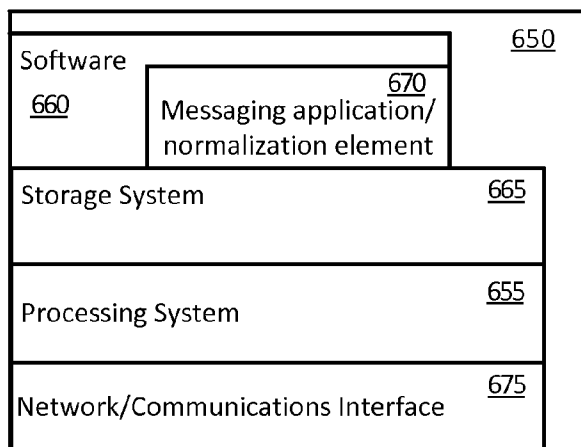 650
Software
660
670
Messaging application/
normalization element
Storage System
665
Processing System
655
Network/Communications Interface
675